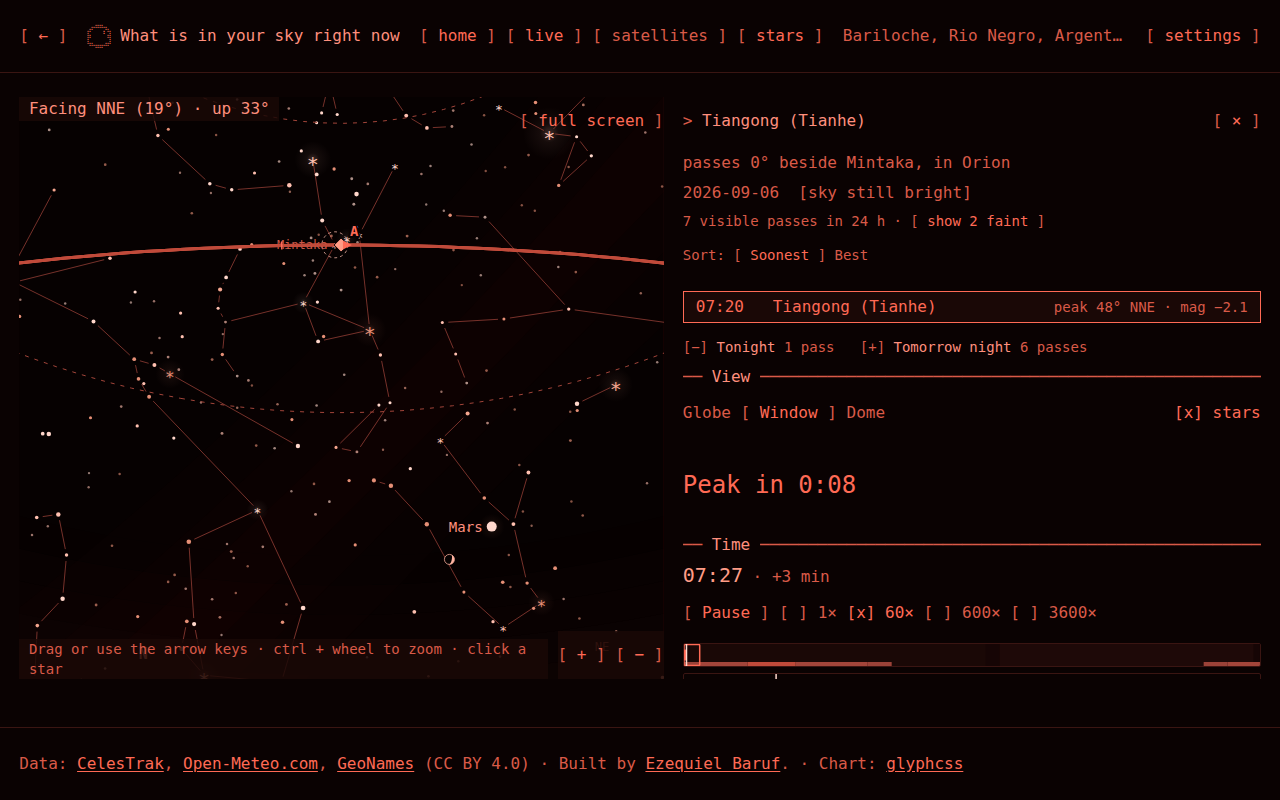 [ ← ] What is in your sky right now [ home ] [ live ] [ satellites ] [ stars ] Bariloche, Rio Negro, Argent… [ settings ]
Facing NNE (19°) · up 33°
[ full screen ]
A
Mintaka
Mars
Drag or use the arrow keys · ctrl + wheel to zoom · click a
star
[ + ] [ − ]
> Tiangong (Tianhe) [ × ]
passes 0° beside Mintaka, in Orion
2026-09-06 [sky still bright]
7 visible passes in 24 h · [ show 2 faint ]
Sort: [ Soonest ] Best
07:20 Tiangong (Tianhe) peak 48° NNE · mag −2.1
[−] Tonight 1 pass [+] Tomorrow night 6 passes
View
Globe [ Window ] Dome [x] stars
Peak in 0:08
Time
07:27 · +3 min
[ Pause ] [ ] 1× [x] 60× [ ] 600× [ ] 3600×
Data: CelesTrak, Open-Meteo.com, GeoNames (CC BY 4.0) · Built by Ezequiel Baruf. · Chart: glyphcss